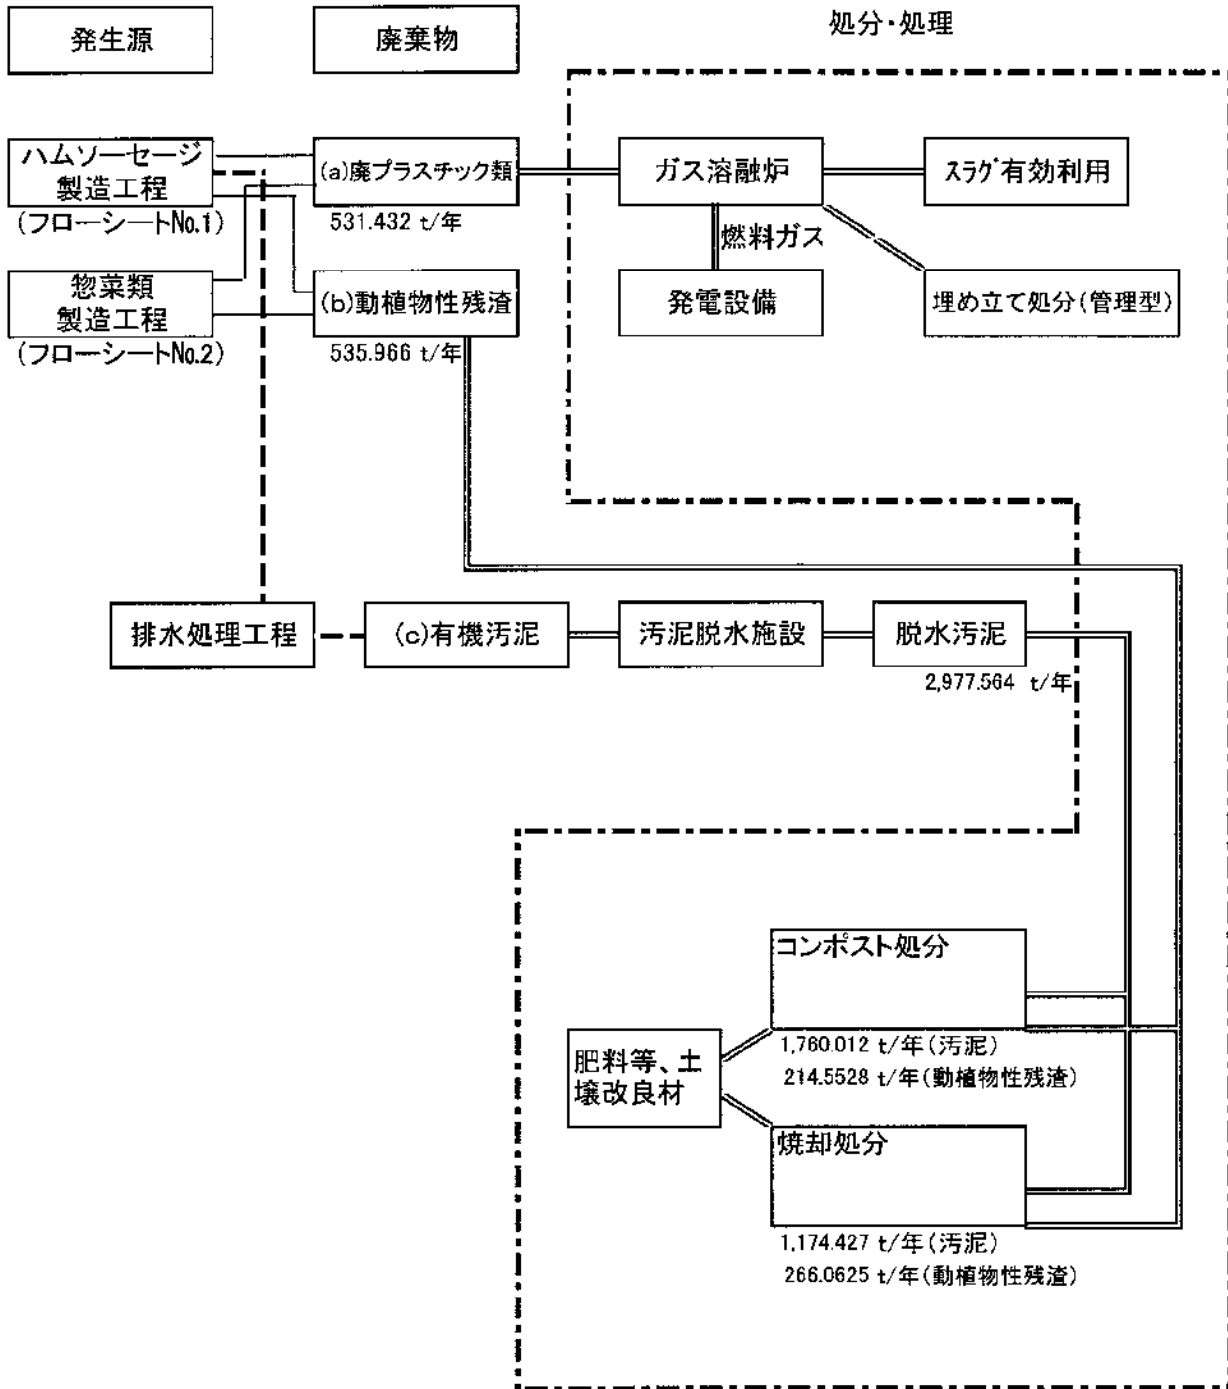 発生源
廃棄物
処分・処理
ハムソーセージ
製造工程
(フローシートNo.1)
(a)廃プラスチック類
531.432 t/年
ガス溶融炉
スラグ有効利用
燃料ガス
惣菜類
製造工程
(フローシートNo.2)
(b)動植物性残渣
535.966 t/年
発電設備
埋め立て処分(管理型)
排水処理工程
(c)有機汚泥
汚泥脱水施設
脱水汚泥
2,977.564 t/年
コンポスト処分
1,760.012 t/年(汚泥)
214.5528 t/年(動植物性残渣)
肥料等、土
壌改良材
焼却処分
1,174.427 t/年(汚泥)
266.0625 t/年(動植物性残渣)